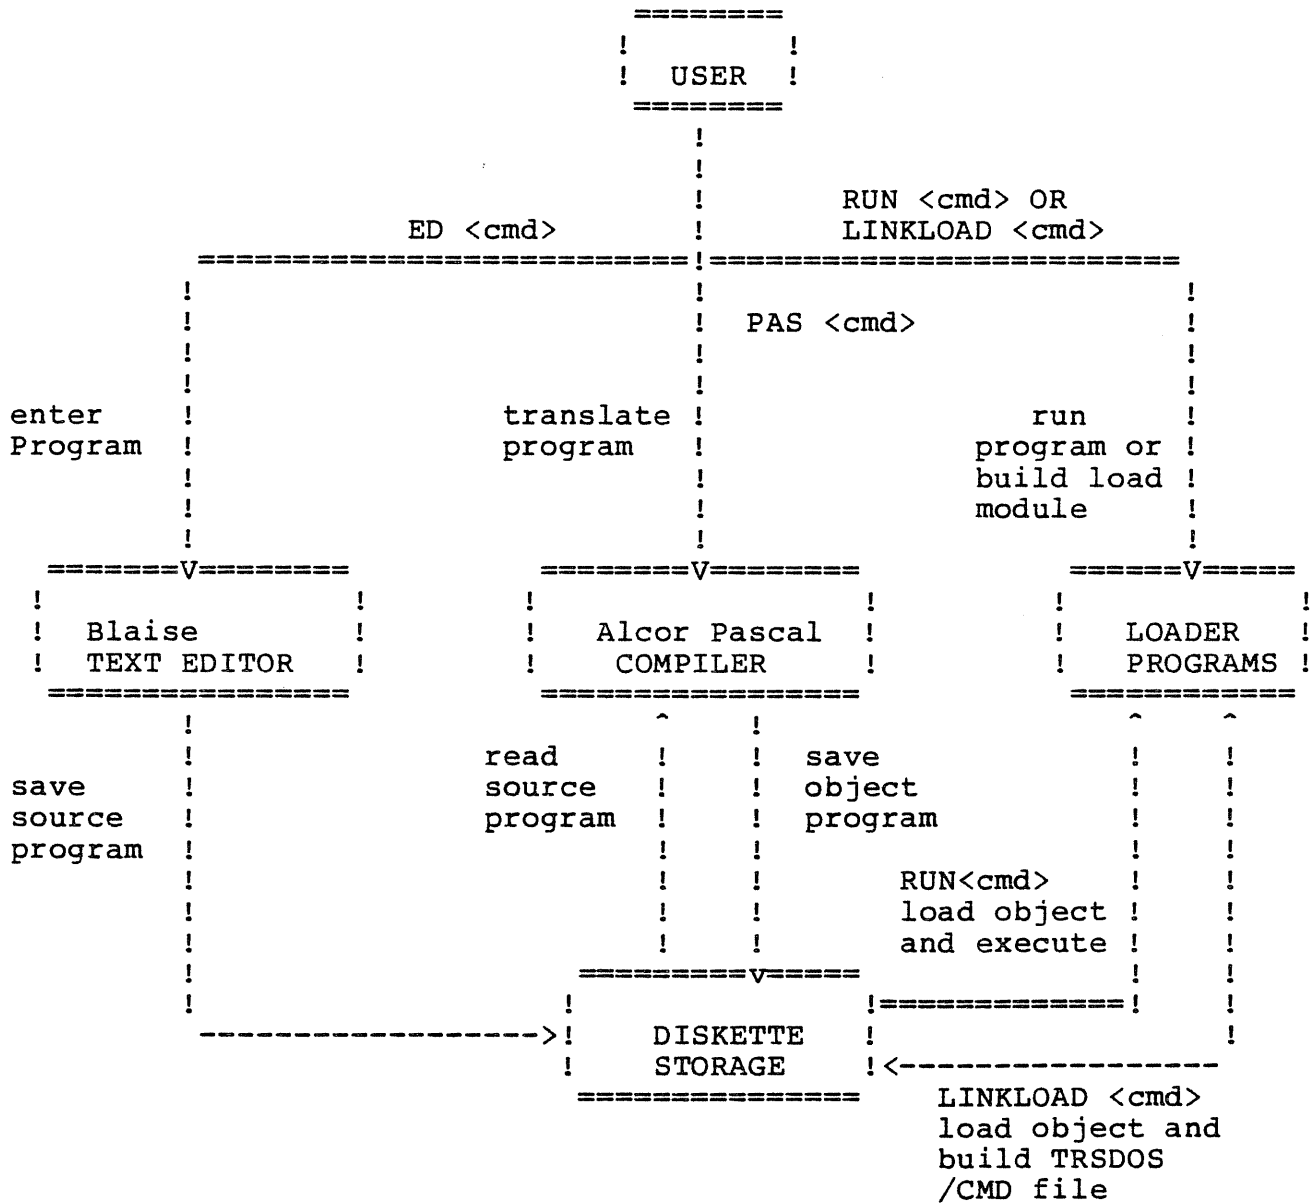 USER
RUN <cmd> OR
ED <cmd>
LINKLOAD <cmd>
PAS <cmd>
enter
Program
translate
program
run
program or
build load
module
Blaise
TEXT EDITOR
Alcor Pascal
COMPILER
LOADER
PROGRAMS
save
source
program
read
source
program
save
object
program
RUN<cmd>
load object
and execute
DISKETTE
STORAGE
LINKLOAD <cmd>
load object and
build TRSDOS
/CMD file